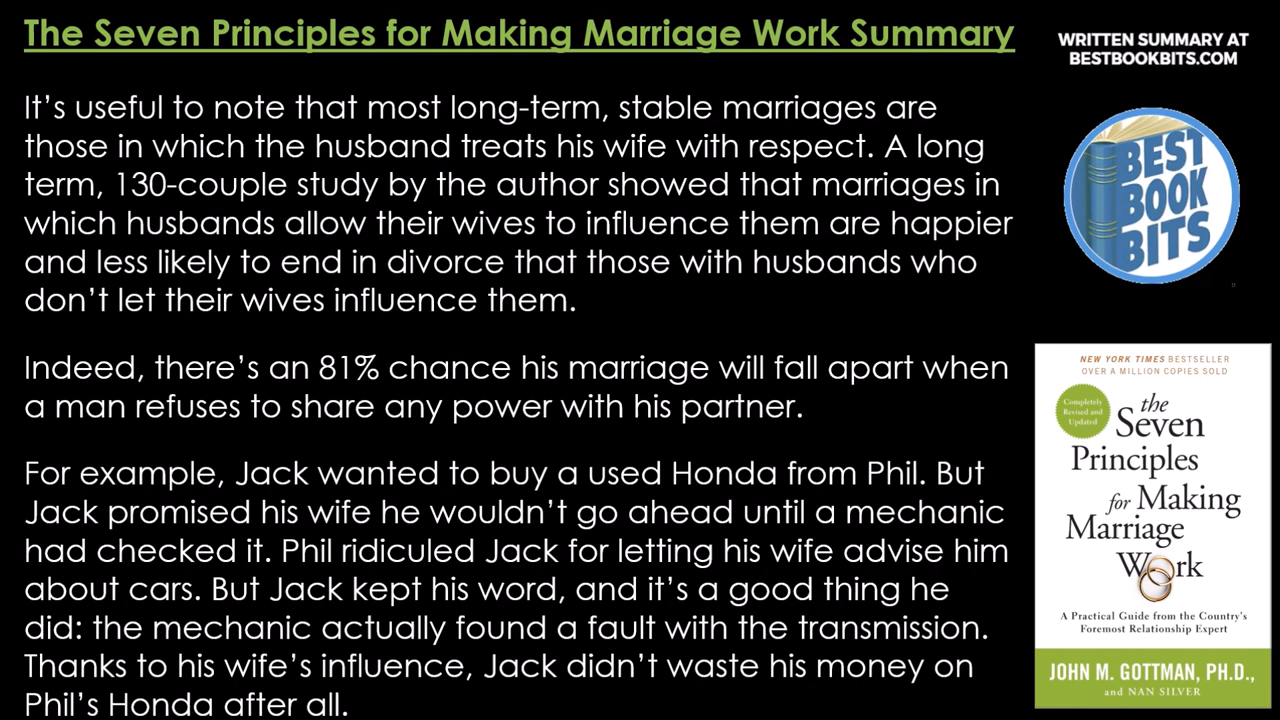 The Seven Principles for Making Marriage Work Summary
It's useful to note that most long-term, stable marriages are
those in which the husband treats his wife with respect. A long
term, 130-couple study by the author showed that marriages in
which husbands allow their wives to influence them are happier
and less likely to end in divorce that those with husbands who
don't let their wives influence them.
Indeed, there's an 81% chance his marriage will fall apart when
a man refuses to share any power with his partner.
For example, Jack wanted to buy a used Honda from Phil. But
Jack promised his wife he wouldn't go ahead until a mechanic
had checked it. Phil ridiculed Jack for letting his wife advise him
about cars. But Jack kept his word, and it's a good thing he
did: the mechanic actually found a fault with the transmission.
Thanks to his wife's influence, Jack didn't waste his money on
Phil's Honda after all.
WRITTEN SUMMARY AT
BESTBOOKBITS.COM
BEST
BOOK
BITS
NEW YORK TIMES BESTSELLER
OVER A MILLION COPIES SOLD
Completely
Revised and
Updated
the
Seven
Principles
for Making
Marriage
Work
A Practical Guide from the Country's
Foremost Relationship Expert
JOHN M. GOTTMAN, PH.D.,
and NAN SILVER